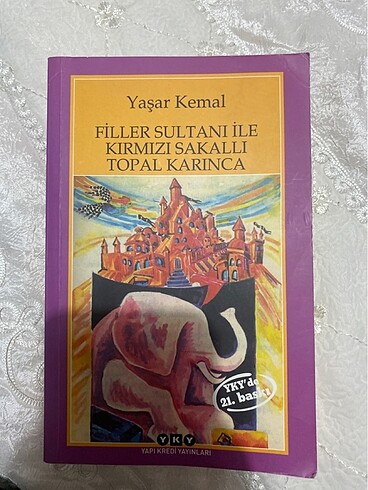 Yaşar Kemal
FİLLER SULTANI İLE
KIRMIZI SAKALLI
TOPAL KARINCA
YKY'de
21. baskı
YKY
YAPI KREDİ YAYINLARI